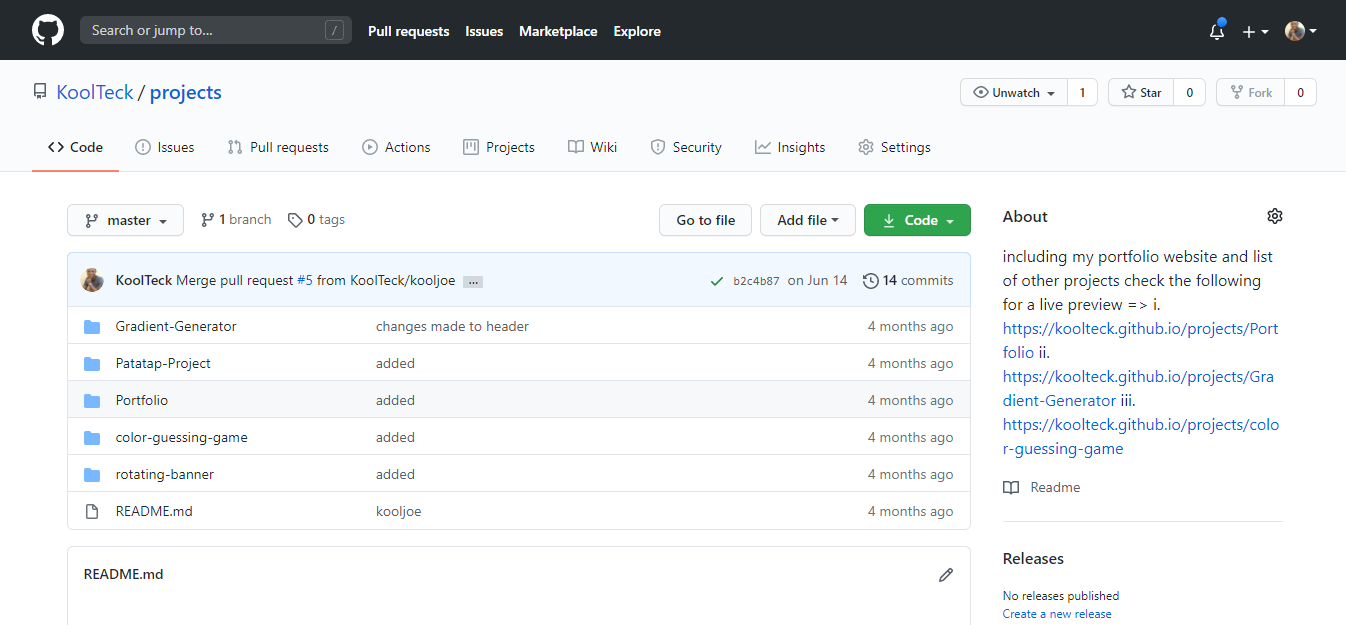 Search or jump to... / Pull requests Issues Marketplace Explore
KoolTeck / projects Unwatch 1 Star 0 Fork 0
Code Issues Pull requests Actions Projects Wiki Security Insights Settings
master 1 branch 0 tags Go to file Add file Code
KoolTeck Merge pull request #5 from KoolTeck/kooljoe ... b2c4b87 on Jun 14 14 commits
Gradient-Generator changes made to header 4 months ago
Patatap-Project added 4 months ago
Portfolio added 4 months ago
color-guessing-game added 4 months ago
rotating-banner added 4 months ago
README.md kooljoe 4 months ago
README.md
About
including my portfolio website and list
of other projects check the following
for a live preview => i.
https://koolteck.github.io/projects/Port
folio ii.
https://koolteck.github.io/projects/Gra
dient-Generator iii.
https://koolteck.github.io/projects/colo
r-guessing-game
Readme
Releases
No releases published
Create a new release